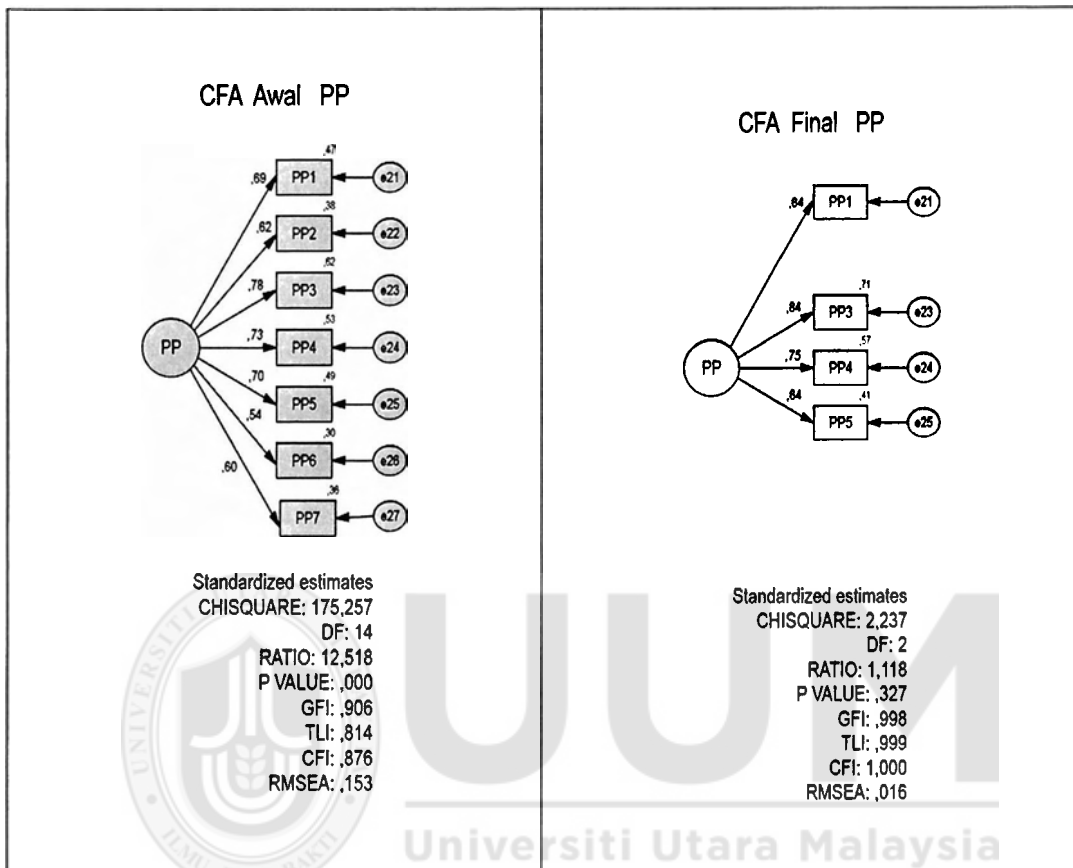 CFA Awal PP
,47
,69
PP1
e21
,38
,62
PP2
e22
,62
,78
PP3
e23
,53
,73
PP4
e24
,49
,70
PP5
e25
,30
,54
PP6
e26
,36
,60
PP7
e27
PP
Standardized estimates
CHISQUARE: 175,257
DF: 14
RATIO: 12,518
P VALUE: ,000
GFI: ,906
TLI: ,814
CFI: ,876
RMSEA: ,153
CFA Final PP
,64
PP1
e21
,71
,84
PP3
e23
,57
,75
PP4
e24
,41
,64
PP5
e25
PP
Standardized estimates
CHISQUARE: 2,237
DF: 2
RATIO: 1,118
P VALUE: ,327
GFI: ,998
TLI: ,999
CFI: 1,000
RMSEA: ,016
UUM
Universiti Utara Malaysia